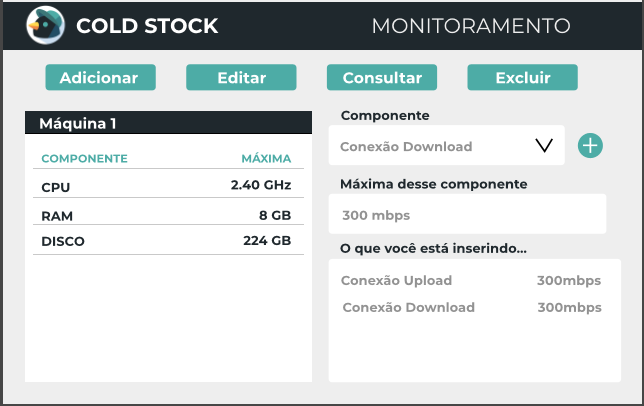 COLD STOCK
MONITORAMENTO
Adicionar
Editar
Consultar
Excluir
Máquina 1
COMPONENTE MÁXIMA
CPU 2.40 GHz
RAM 8 GB
DISCO 224 GB
Componente
Conexão Download
Máxima desse componente
300 mbps
O que você está inserindo...
Conexão Upload 300mbps
Conexão Download 300mbps